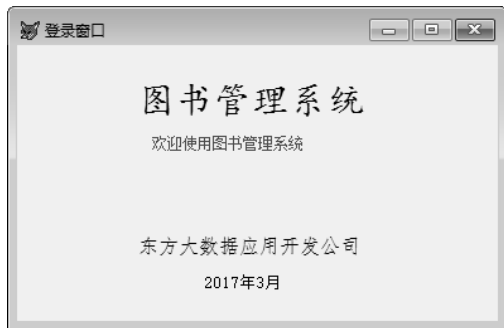 登录窗口
图书管理系统
欢迎使用图书管理系统
东方大数据应用开发公司
2017年3月